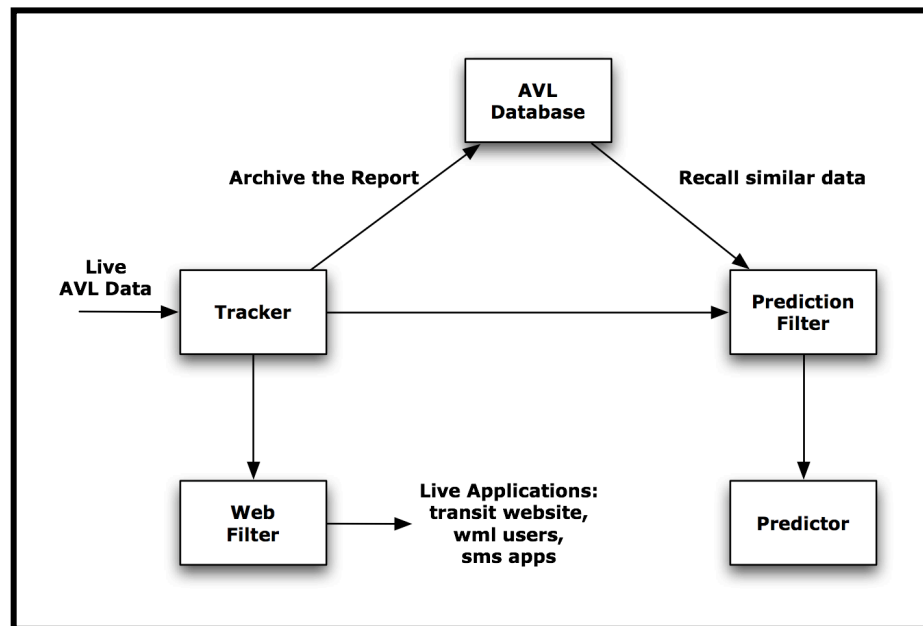 AVL
Database
Archive the Report
Recall similar data
Live
AVL Data
Tracker
Prediction
Filter
Web
Filter
Live Applications:
transit website,
wml users,
sms apps
Predictor